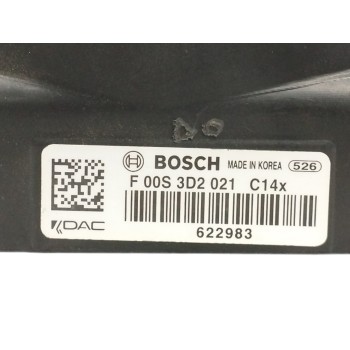 BOSCH MADE IN KOREA 526
F 00S 3D2 021 C14x
KDAC
622983